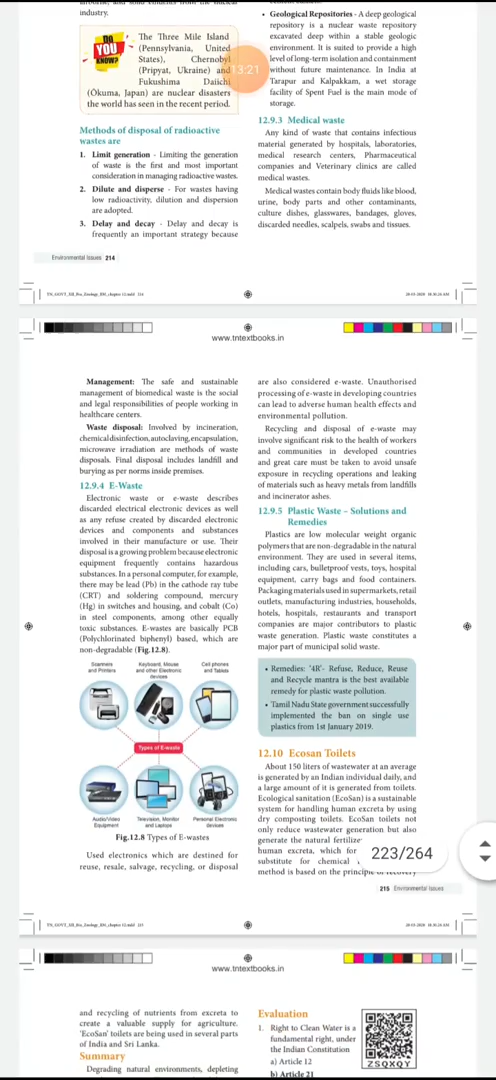 industry.
DO YOU KNOW?
The Three Mile Island
(Pennsylvania, United
States), Chernobyl
(Pripyat, Ukraine) and
Fukushima Daiichi
(Ōkuma, Japan) are nuclear disasters
the world has seen in the recent period.
Methods of disposal of radioactive
wastes are
1. Limit generation - Limiting the generation
of waste is the first and most important
consideration in managing radioactive wastes.
2. Dilute and disperse - For wastes having
low radioactivity, dilution and dispersion
are adopted.
3. Delay and decay - Delay and decay is
frequently an important strategy because
Environmental Issues 214
• Geological Repositories - A deep geological
repository is a nuclear waste repository
excavated deep within a stable geologic
environment. It is suited to provide a high
level of long-term isolation and containment
without future maintenance. In India at
Tarapur and Kalpakkam, a wet storage
facility of Spent Fuel is the main mode of
storage.
12.9.3 Medical waste
Any kind of waste that contains infectious
material generated by hospitals, laboratories,
medical research centers, Pharmaceutical
companies and Veterinary clinics are called
medical wastes.
Medical wastes contain body fluids like blood,
urine, body parts and other contaminants,
culture dishes, glasswares, bandages, gloves,
discarded needles, scalpels, swabs and tissues.
13:21
www.tntextbooks.in
Management: The safe and sustainable
management of biomedical waste is the social
and legal responsibilities of people working in
healthcare centers.
Waste disposal: Involved by incineration,
chemical disinfection, autoclaving, encapsulation,
microwave irradiation are methods of waste
disposals. Final disposal includes landfill and
burying as per norms inside premises.
12.9.4 E-Waste
Electronic waste or e-waste describes
discarded electrical electronic devices as well
as any refuse created by discarded electronic
devices and components and substances
involved in their manufacture or use. Their
disposal is a growing problem because electronic
equipment frequently contains hazardous
substances. In a personal computer, for example,
there may be lead (Pb) in the cathode ray tube
(CRT) and soldering compound, mercury
(Hg) in switches and housing, and cobalt (Co)
in steel components, among other equally
toxic substances. E-wastes are basically PCB
(Polychlorinated biphenyl) based, which are
non-degradable (Fig.12.8).
Scanners and Printers
Keyboard, Mouse and other Electronic devices
Cell phones and Tablets
Types of E-waste
Audio/Video Equipment
Television, Monitor and Laptops
Personal Electronic devices
Fig.12.8 Types of E-wastes
Used electronics which are destined for
reuse, resale, salvage, recycling, or disposal
are also considered e-waste. Unauthorised
processing of e-waste in developing countries
can lead to adverse human health effects and
environmental pollution.
Recycling and disposal of e-waste may
involve significant risk to the health of workers
and communities in developed countries
and great care must be taken to avoid unsafe
exposure in recycling operations and leaking
of materials such as heavy metals from landfills
and incinerator ashes.
12.9.5 Plastic Waste – Solutions and
Remedies
Plastics are low molecular weight organic
polymers that are non-degradable in the natural
environment. They are used in several items,
including cars, bulletproof vests, toys, hospital
equipment, carry bags and food containers.
Packaging materials used in supermarkets, retail
outlets, manufacturing industries, households,
hotels, hospitals, restaurants and transport
companies are major contributors to plastic
waste generation. Plastic waste constitutes a
major part of municipal solid waste.
• Remedies: '4R'- Refuse, Reduce, Reuse
and Recycle mantra is the best available
remedy for plastic waste pollution.
• Tamil Nadu State government successfully
implemented the ban on single use
plastics from 1st January 2019.
12.10 Ecosan Toilets
About 150 liters of wastewater at an average
is generated by an Indian individual daily, and
a large amount of it is generated from toilets.
Ecological sanitation (EcoSan) is a sustainable
system for handling human excreta by using
dry composting toilets. EcoSan toilets not
only reduce wastewater generation but also
generate the natural fertilize
human excreta, which for
substitute for chemical
method is based on the principle of recovery
223/264
215 Environmental Issues
www.tntextbooks.in
and recycling of nutrients from excreta to
create a valuable supply for agriculture.
'EcoSan' toilets are being used in several parts
of India and Sri Lanka.
Summary
Degrading natural environments, depleting
Evaluation
1. Right to Clean Water is a
fundamental right, under
the Indian Constitution
a) Article 12
b) Article 21
ZSQXQY